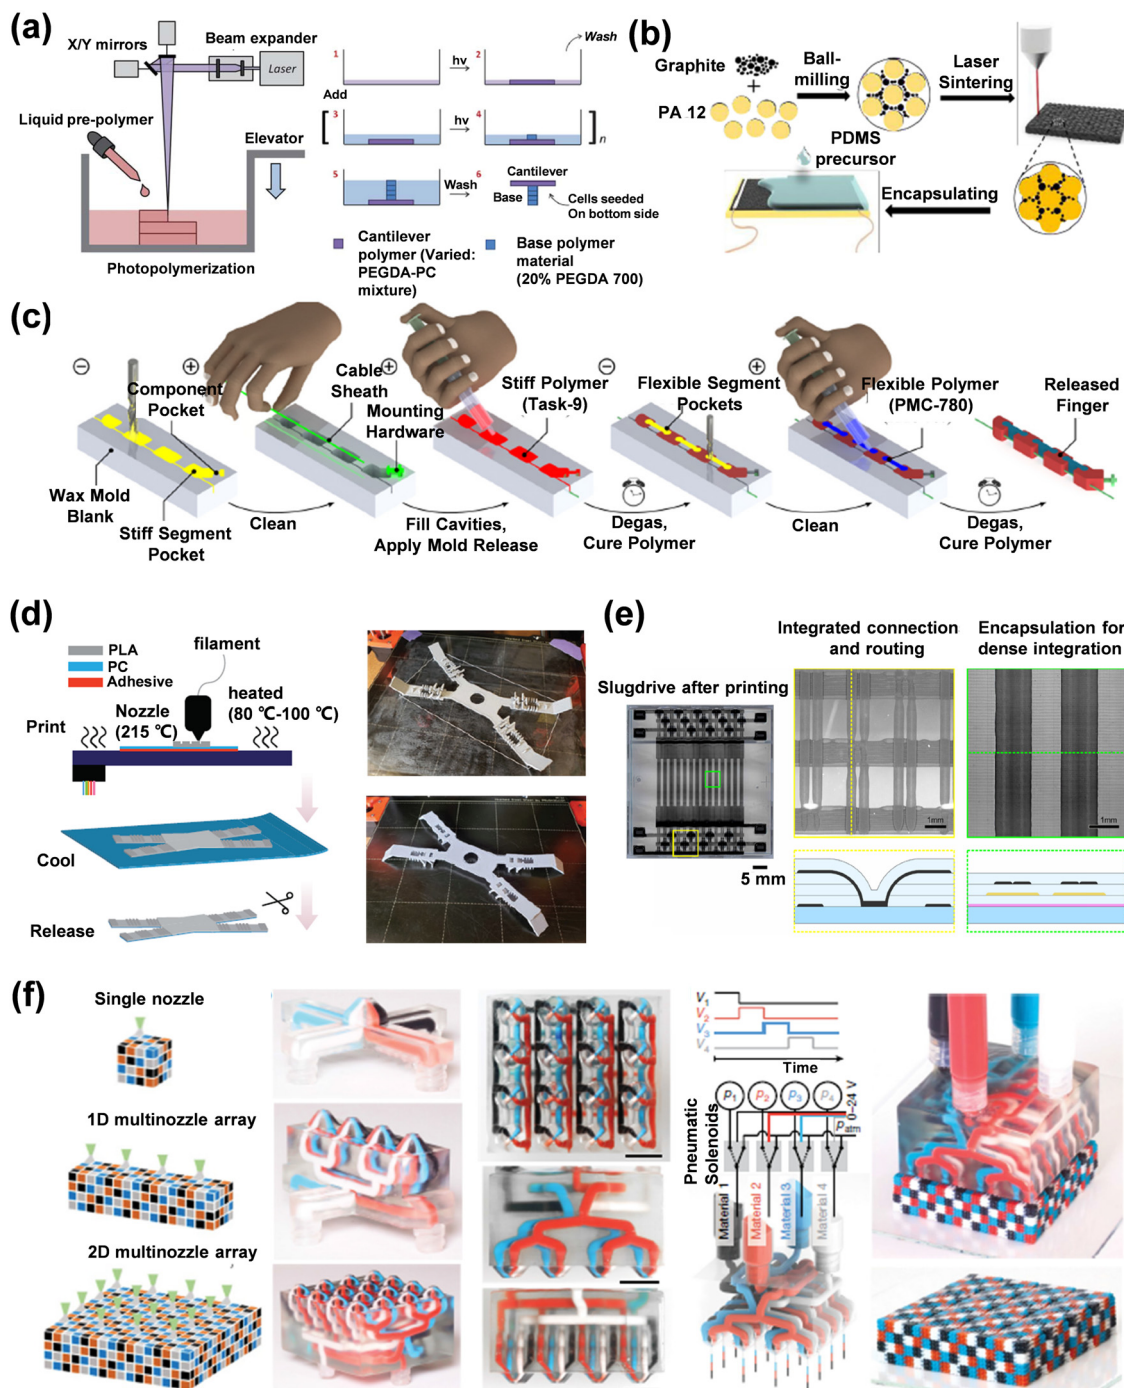 (a)
X/Y mirrors
Beam expander
Laser
Liquid pre-polymer
Elevator
Photopolymerization
1
hv
2
Wash
Add
[
3
hv
4
]n
5
Wash
6
Cantilever
Base
Cells seeded
On bottom side
Cantilever
polymer (Varied:
PEGDA-PC
mixture)
Base polymer
material
(20% PEGDA 700)
(b)
Graphite
+
PA 12
Ball-
milling
Laser
Sintering
PDMS
precursor
Encapsulating
(c)
Component
Pocket
Wax Mold
Blank
Stiff Segment
Pocket
Clean
Cable
Sheath
Mounting
Hardware
Fill Cavities,
Apply Mold Release
Stiff Polymer
(Task-9)
Degas,
Cure Polymer
Flexible Segment
Pockets
Clean
Flexible Polymer
(PMC-780)
Degas,
Cure Polymer
Released
Finger
(d)
PLA
PC
Adhesive
filament
Print
Nozzle
(215 ℃)
heated
(80 ℃-100 ℃)
Cool
Release
(e)
Slugdrive after printing
5 mm
Integrated connection
and routing
1mm
Encapsulation for
dense integration
1mm
(f)
Single nozzle
1D multinozzle array
2D multinozzle array
V1
V2
V3
V4
Time
p1
p2
p3
p4
0–24 V
patm
Pneumatic
Solenoids
Material 1
Material 2
Material 3
Material 4